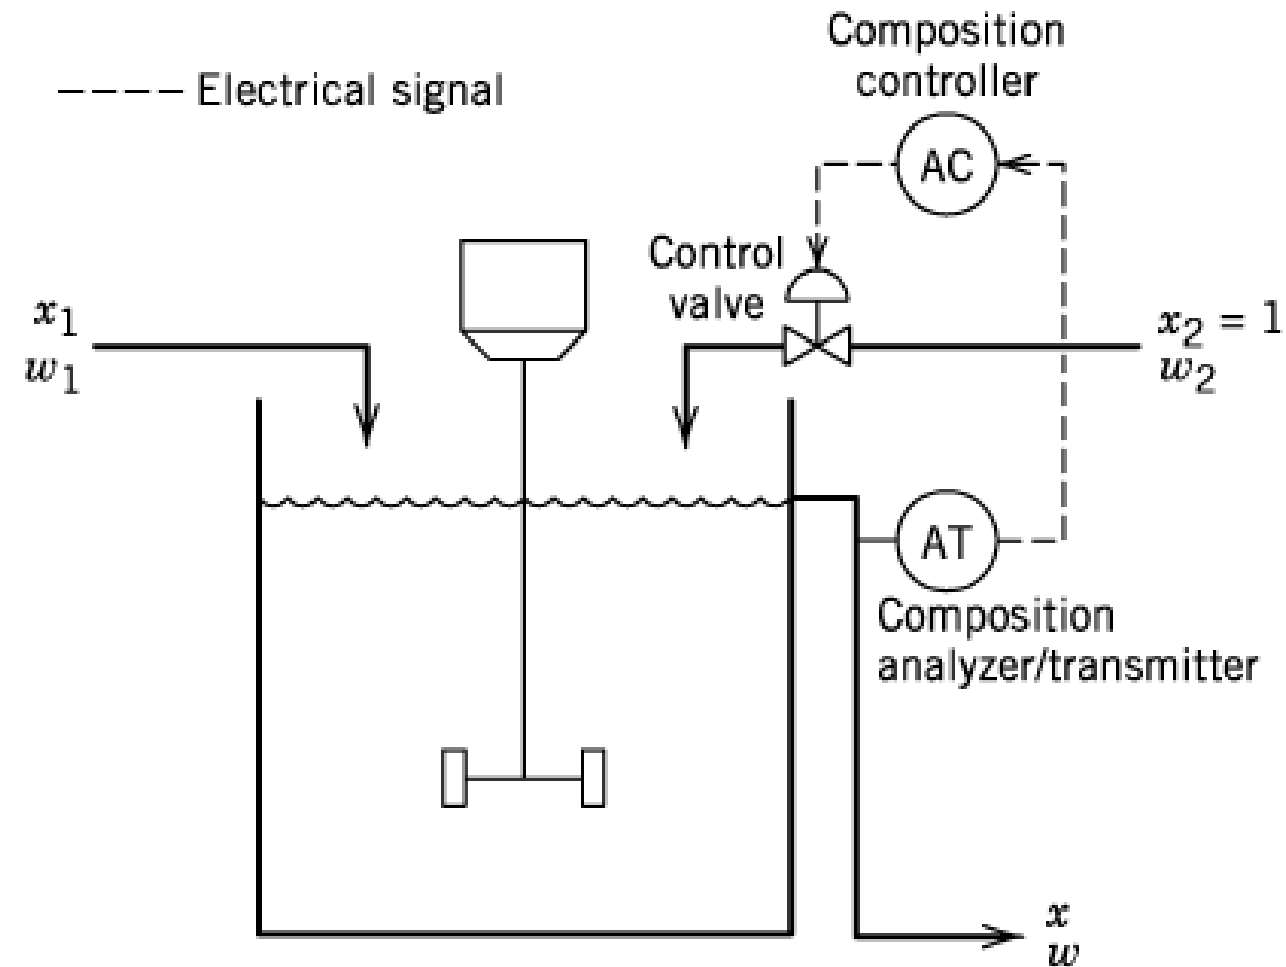 Composition
controller
---- Electrical signal
AC
Control
valve
x₁
w₁
x₂ = 1
w₂
AT
Composition
analyzer/transmitter
x
w